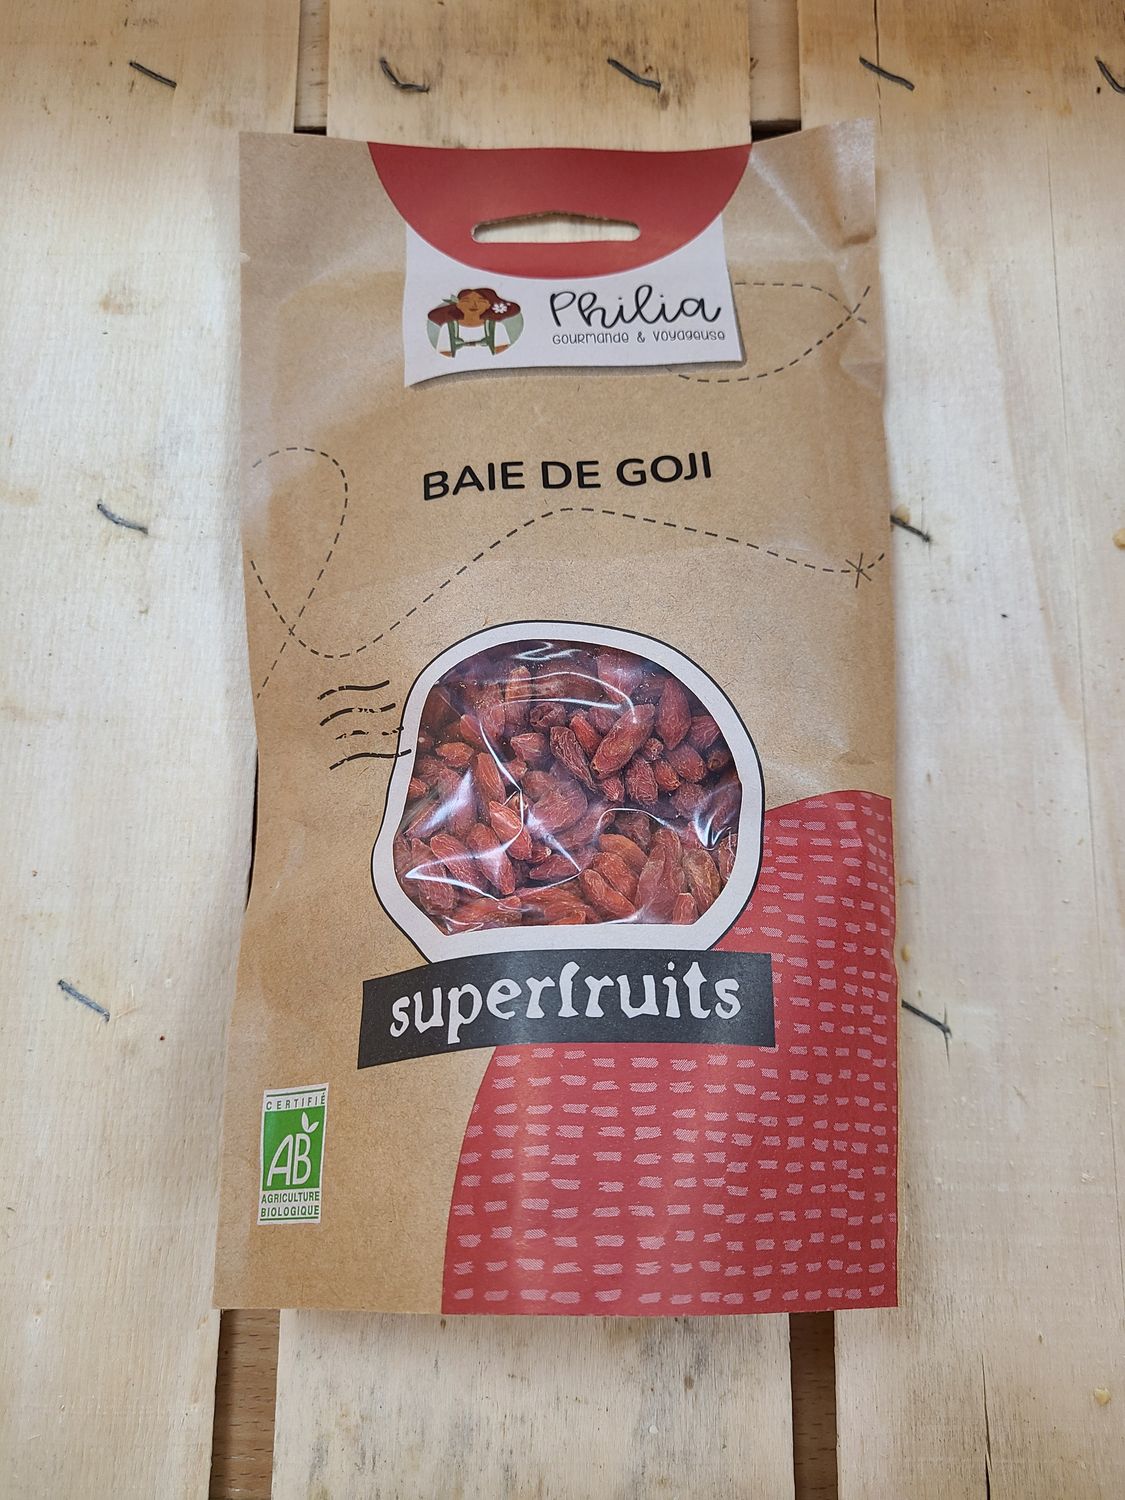 Philia
Gourmande & Voyageuse
BAIE DE GOJI
superfruits
CERTIFIÉ
AB
AGRICULTURE
BIOLOGIQUE